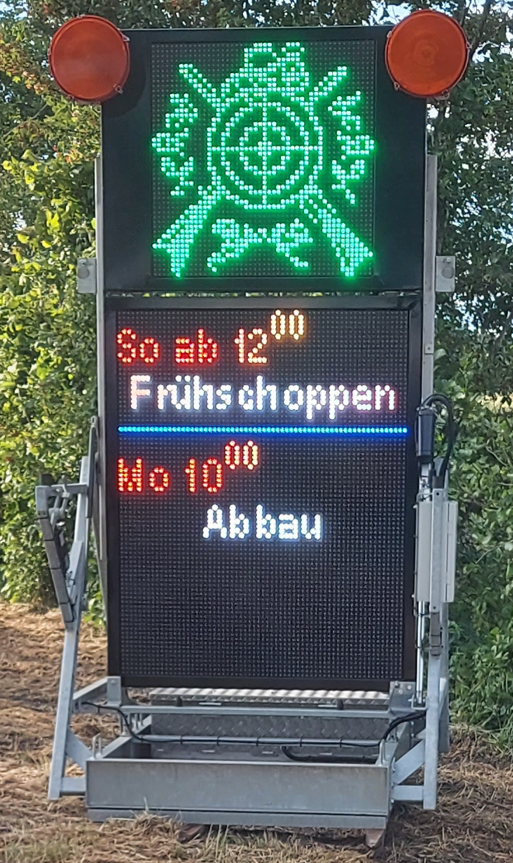 So ab 12⁰⁰
Frühschoppen
Mo 10⁰⁰
Abbau